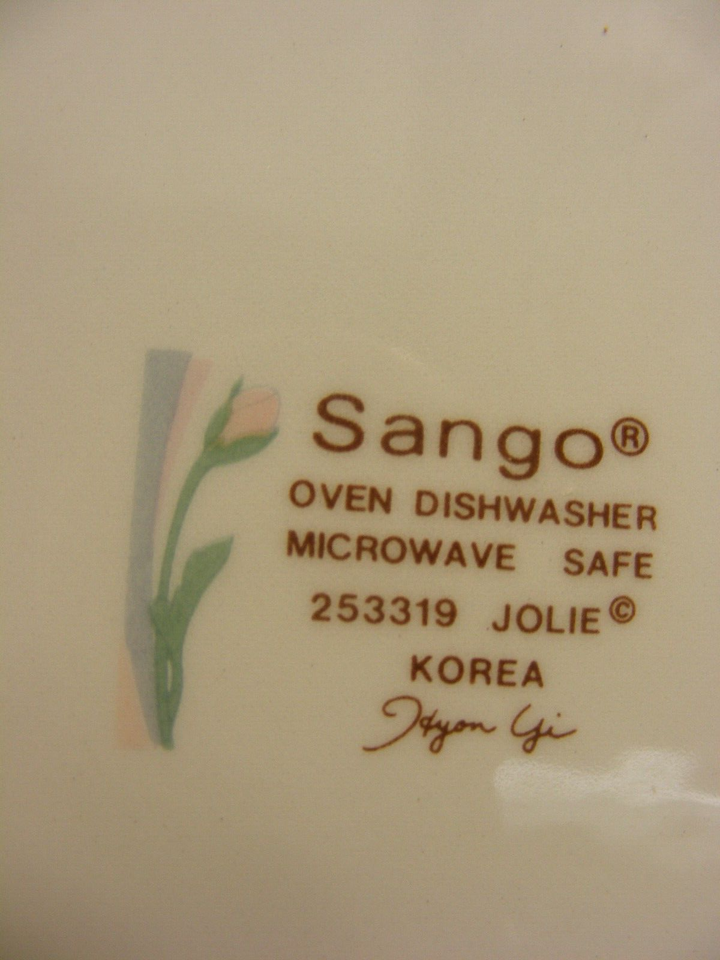 Sango®
OVEN DISHWASHER
MICROWAVE SAFE
253319 JOLIE©
KOREA
Hyon Yi